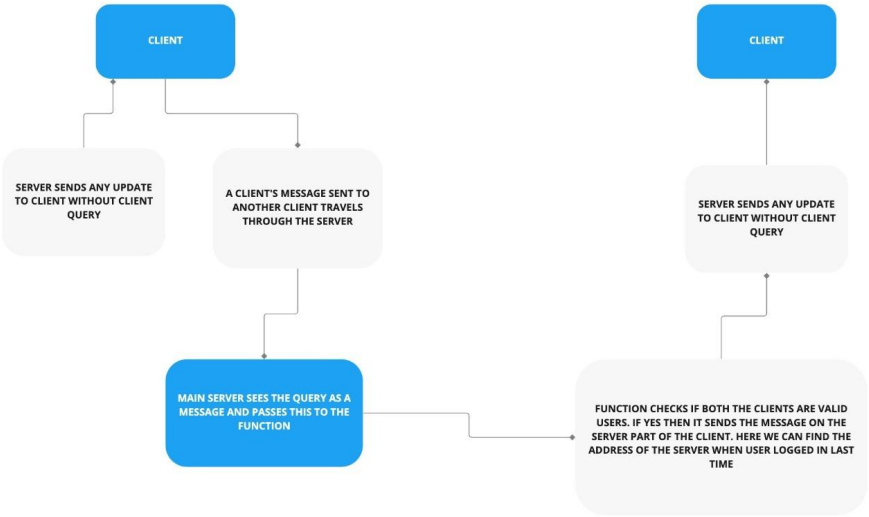 CLIENT
CLIENT
SERVER SENDS ANY UPDATE
TO CLIENT WITHOUT CLIENT
QUERY
A CLIENT'S MESSAGE SENT TO
ANOTHER CLIENT TRAVELS
THROUGH THE SERVER
SERVER SENDS ANY UPDATE
TO CLIENT WITHOUT CLIENT
QUERY
MAIN SERVER SEES THE QUERY AS A
MESSAGE AND PASSES THIS TO THE
FUNCTION
FUNCTION CHECKS IF BOTH THE CLIENTS ARE VALID
USERS. IF YES THEN IT SENDS THE MESSAGE ON THE
SERVER PART OF THE CLIENT. HERE WE CAN FIND THE
ADDRESS OF THE SERVER WHEN USER LOGGED IN LAST
TIME